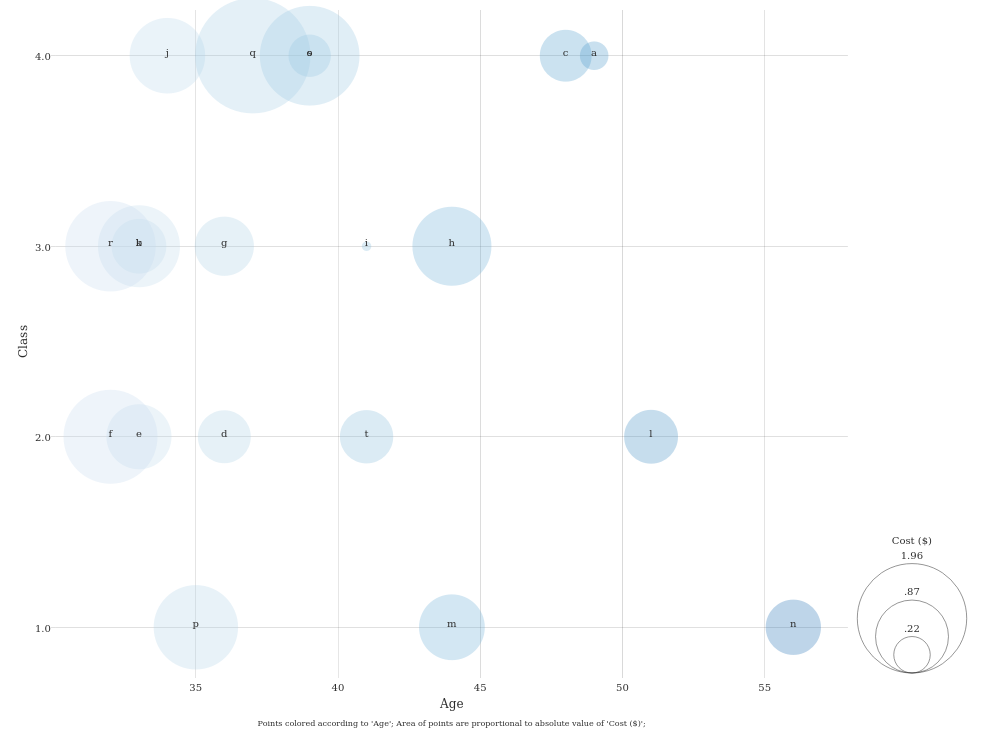 4.0
j
q
c
a
3.0
r
g
i
h
2.0
f
e
d
t
l
1.0
p
m
n
Class
35
40
45
50
55
Age
Cost ($)
1.96
.87
.22
Points colored according to 'Age'; Area of points are proportional to absolute value of 'Cost ($)';